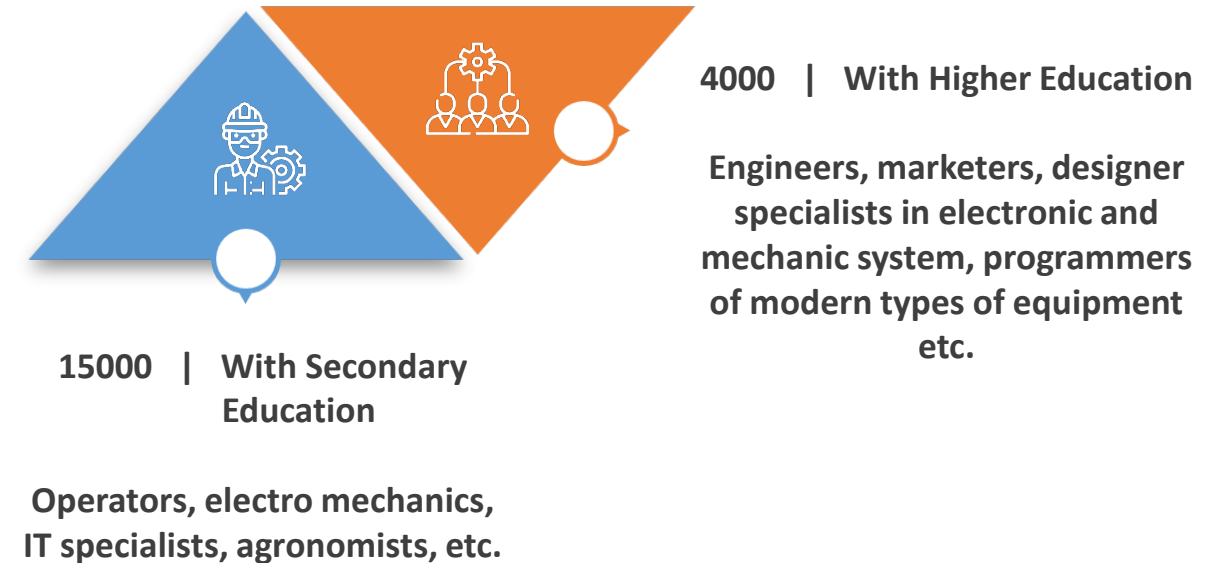 4000 | With Higher Education
Engineers, marketers, designer
specialists in electronic and
mechanic system, programmers
of modern types of equipment
etc.
15000 | With Secondary
Education
Operators, electro mechanics,
IT specialists, agronomists, etc.